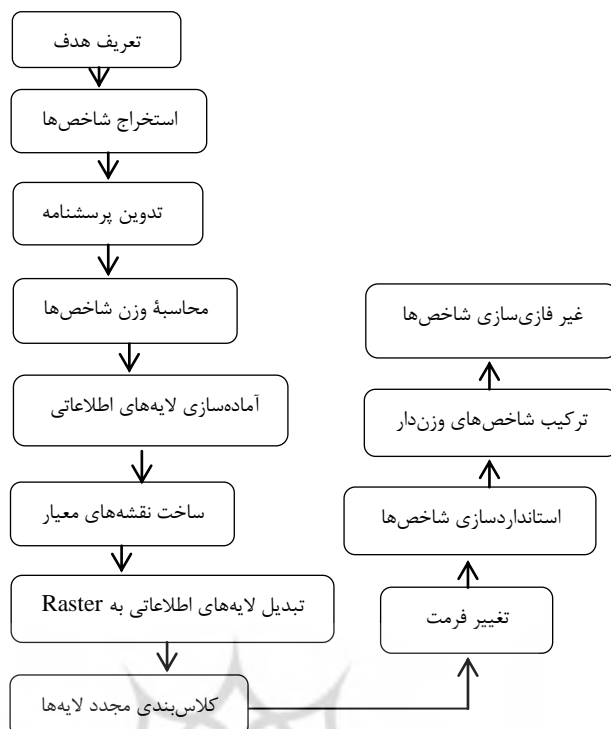 تعریف هدف
استخراج شاخص‌ها
تدوین پرسشنامه
محاسبۀ وزن شاخص‌ها
آماده‌سازی لایه‌های اطلاعاتی
ساخت نقشه‌های معیار
تبدیل لایه‌های اطلاعاتی به Raster
کلاس‌بندی مجدد لایه‌ها
تغییر فرمت
استانداردسازی شاخص‌ها
ترکیب شاخص‌های وزن‌دار
غیر فازی‌سازی شاخص‌ها